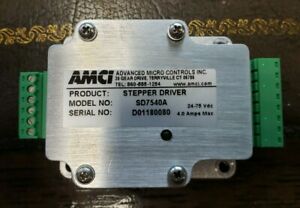 AMCI ADVANCED MICRO CONTROLS INC.
20 GEAR DRIVE, TERRYVILLE CT 06786
TEL: 860-585-1254 www.amci.com
PRODUCT: STEPPER DRIVER
MODEL NO: SD7540A 24-75 Vdc
SERIAL NO: D01180080 4.0 Amps Max